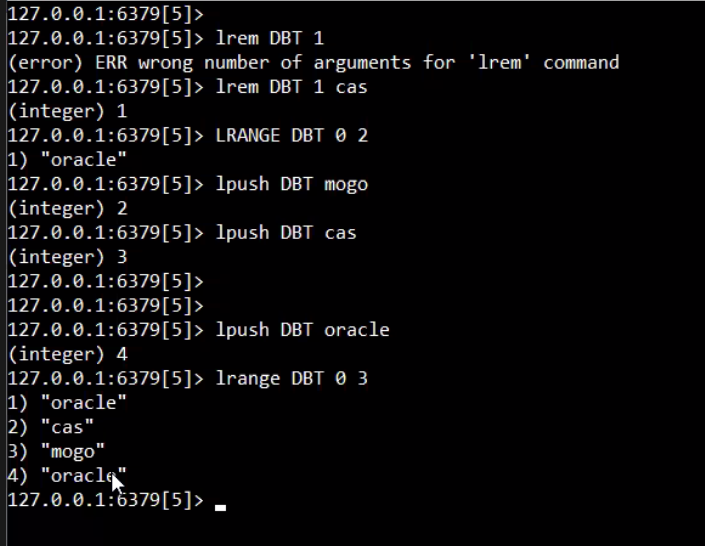 127.0.0.1:6379[5]>
127.0.0.1:6379[5]> lrem DBT 1
(error) ERR wrong number of arguments for 'lrem' command
127.0.0.1:6379[5]> lrem DBT 1 cas
(integer) 1
127.0.0.1:6379[5]> LRANGE DBT 0 2
1) "oracle"
127.0.0.1:6379[5]> lpush DBT mogo
(integer) 2
127.0.0.1:6379[5]> lpush DBT cas
(integer) 3
127.0.0.1:6379[5]>
127.0.0.1:6379[5]>
127.0.0.1:6379[5]> lpush DBT oracle
(integer) 4
127.0.0.1:6379[5]> lrange DBT 0 3
1) "oracle"
2) "cas"
3) "mogo"
4) "oracle"
127.0.0.1:6379[5]>